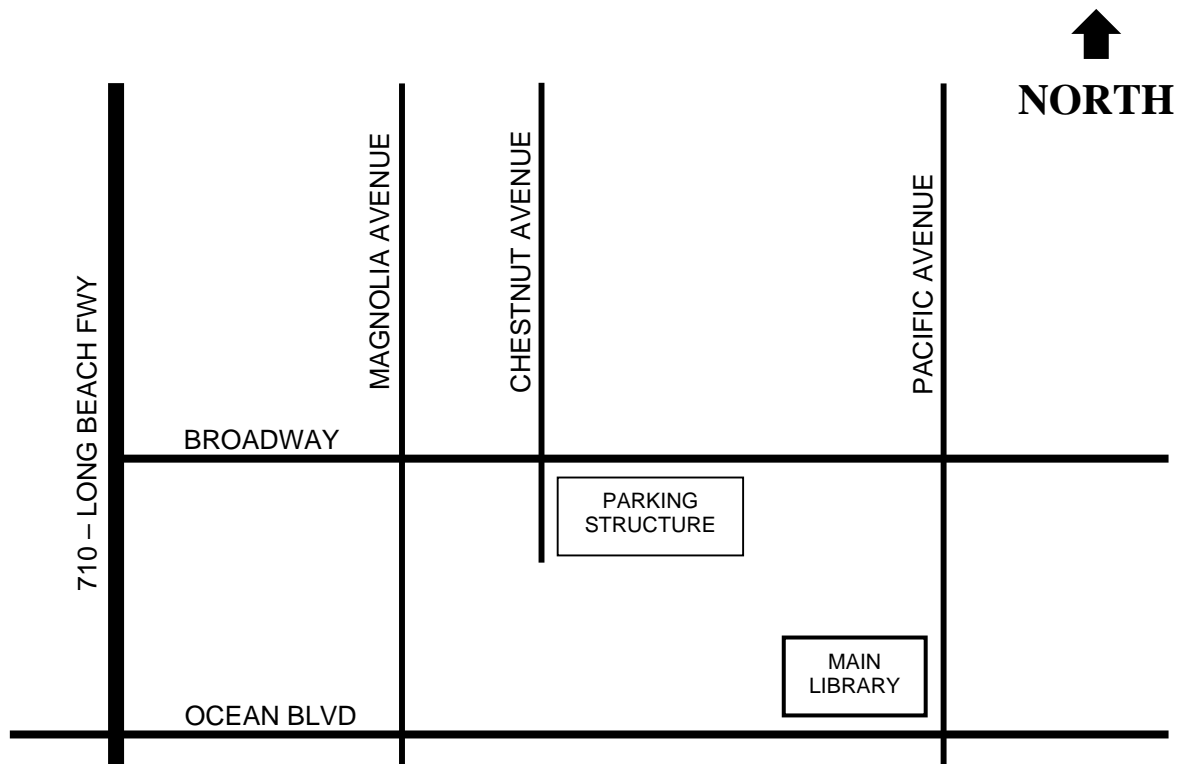 NORTH
MAGNOLIA AVENUE
CHESTNUT AVENUE
PACIFIC AVENUE
710 – LONG BEACH FWY
BROADWAY
PARKING
STRUCTURE
MAIN
LIBRARY
OCEAN BLVD